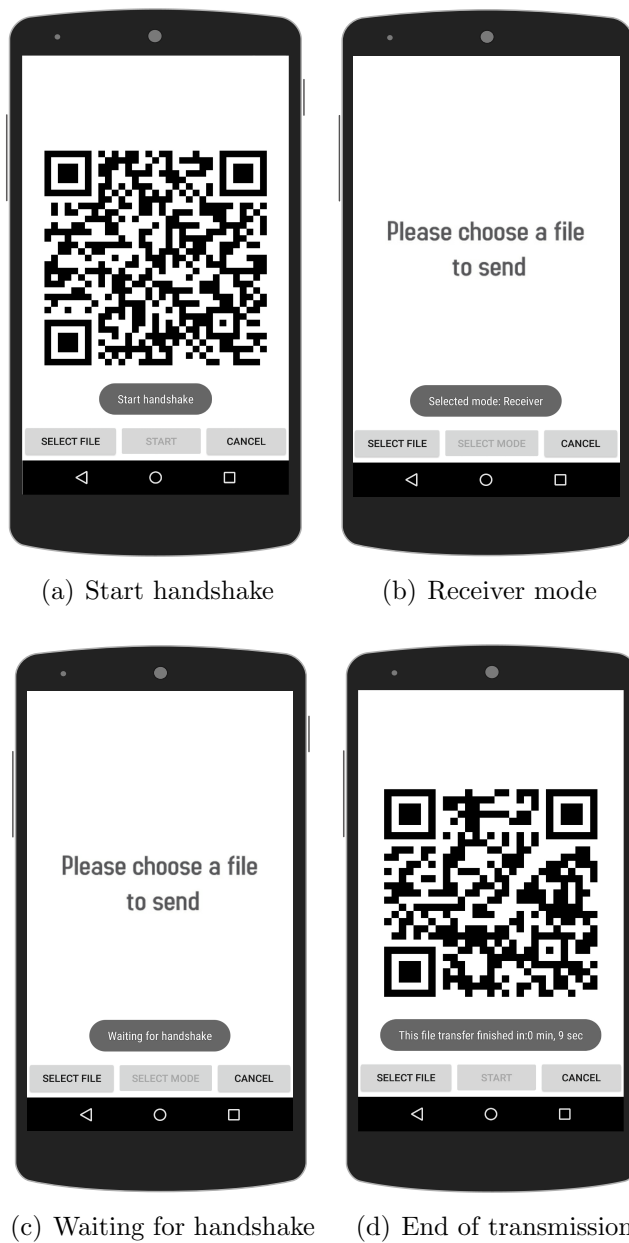 Start handshake
SELECT FILE START CANCEL
(a) Start handshake
Please choose a file
to send
Selected mode: Receiver
SELECT FILE SELECT MODE CANCEL
(b) Receiver mode
Please choose a file
to send
Waiting for handshake
SELECT FILE SELECT MODE CANCEL
(c) Waiting for handshake
This file transfer finished in:0 min, 9 sec
SELECT FILE START CANCEL
(d) End of transmission